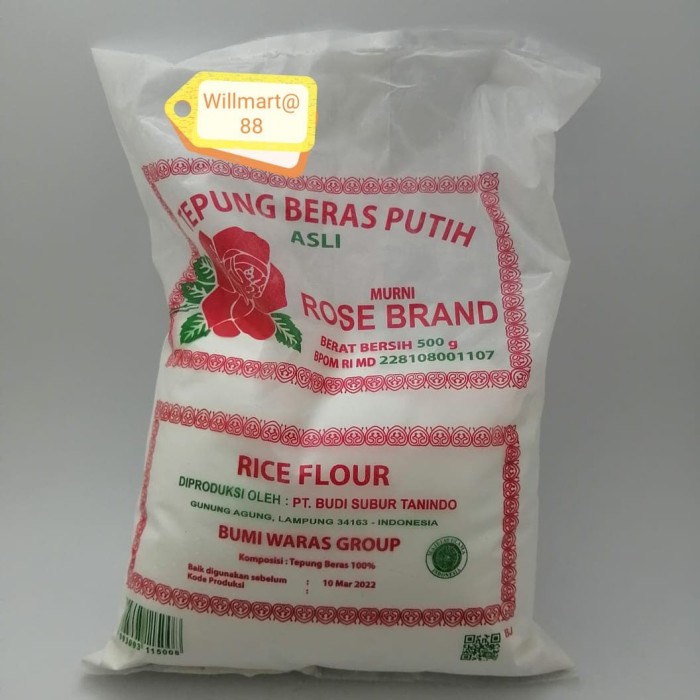 Willmart@
88
TEPUNG BERAS PUTIH
ASLI
MURNI
ROSE BRAND
BERAT BERSIH 500 g
BPOM RI MD 228108001107
RICE FLOUR
DIPRODUKSI OLEH : PT. BUDI SUBUR TANINDO
GUNUNG AGUNG, LAMPUNG 34163 - INDONESIA
BUMI WARAS GROUP
Komposisi : Tepung Beras 100%
Baik digunakan sebelum : 10 Mar 2022
Kode Produksi :